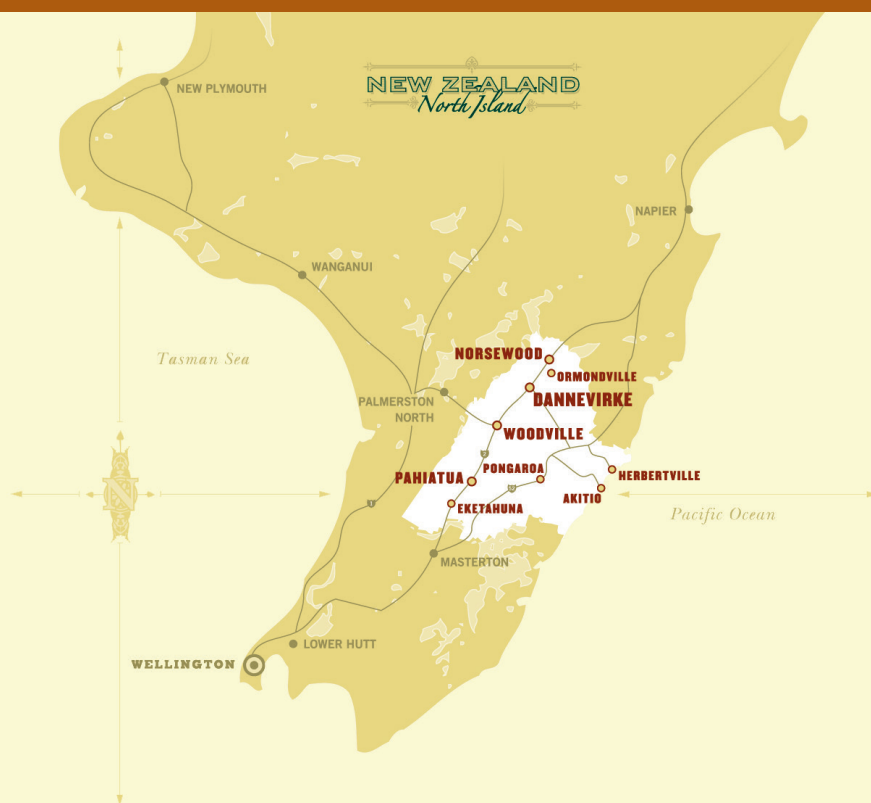 NEW PLYMOUTH
NEW ZEALAND
North Island
NAPIER
WANGANUI
Tasman Sea
NORSEWOOD
ORMONDVILLE
DANNEVIRKE
PALMERSTON
NORTH
WOODVILLE
PONGAROA
PAHIATUA
HERBERTVILLE
AKITIO
EKETAHUNA
N
Pacific Ocean
MASTERTON
LOWER HUTT
WELLINGTON